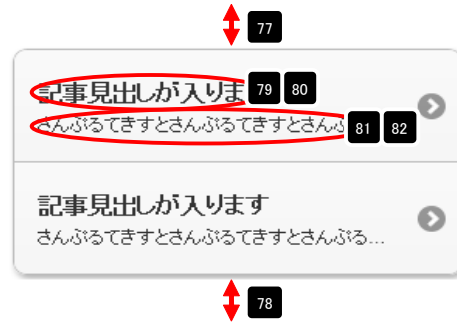 77
記事見出しが入りま 79 80
さんぷるてきすとさんぷるてきすとさんぷ 81 82
記事見出しが入ります
さんぷるてきすとさんぷるてきすとさんぷる...
78